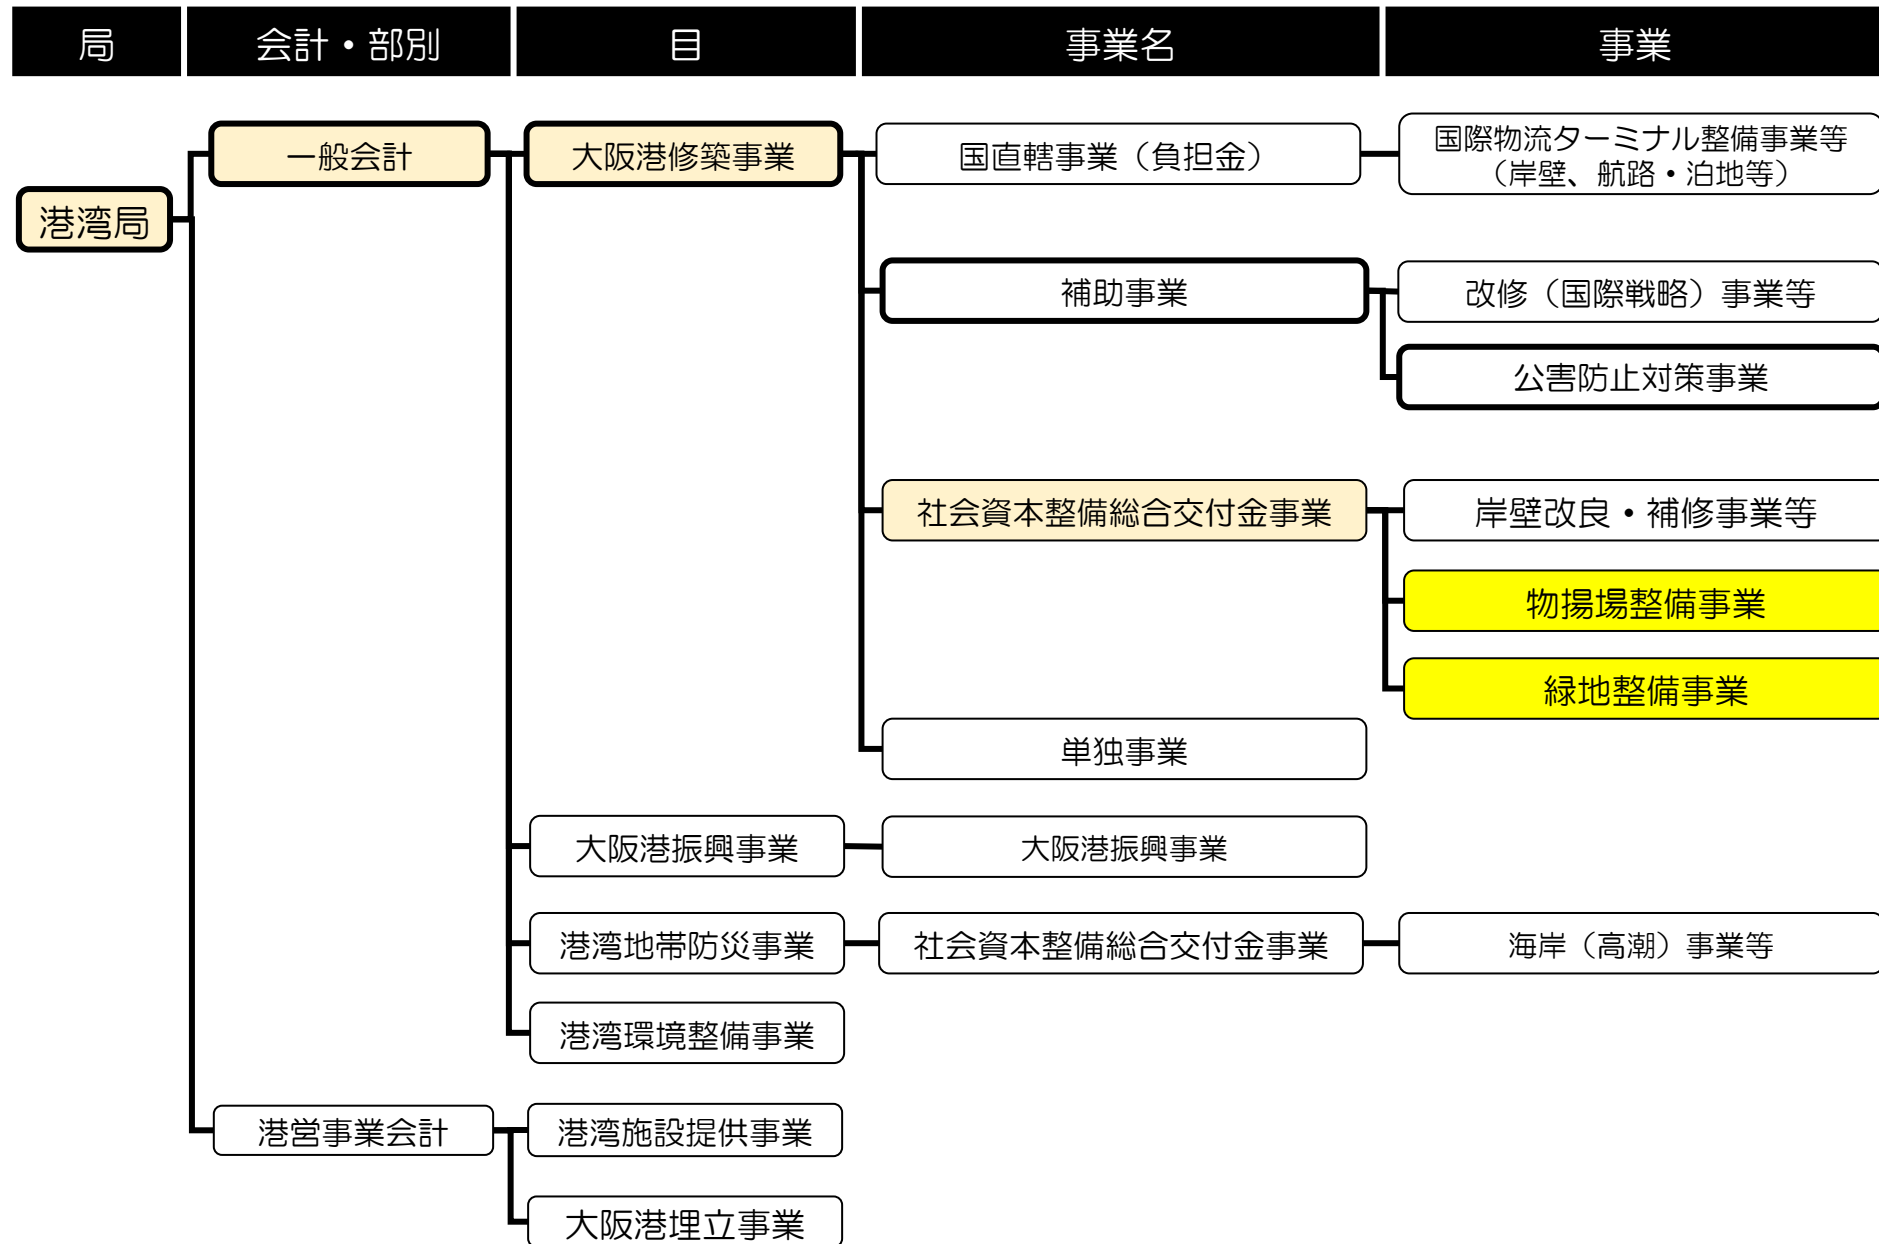 局
会計・部別
目
事業名
事業
港湾局
一般会計
大阪港修築事業
国直轄事業（負担金）
国際物流ターミナル整備事業等
（岸壁、航路・泊地等）
補助事業
改修（国際戦略）事業等
公害防止対策事業
社会資本整備総合交付金事業
岸壁改良・補修事業等
物揚場整備事業
緑地整備事業
単独事業
大阪港振興事業
大阪港振興事業
港湾地帯防災事業
社会資本整備総合交付金事業
海岸（高潮）事業等
港湾環境整備事業
港営事業会計
港湾施設提供事業
大阪港埋立事業